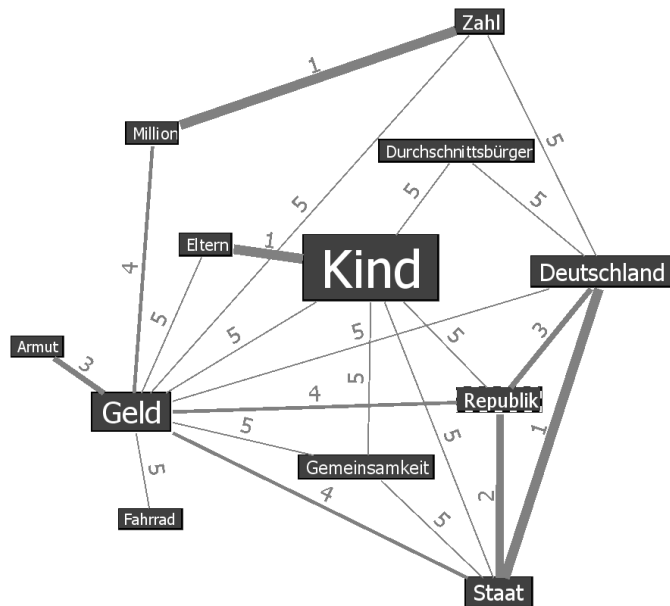 Zahl
1
Million
Durchschnittsbürger
5
5
5
5
Eltern
1
Kind
Deutschland
4
5
5
5
5
3
Armut
3
5
Geld
4
Republik
5
5
1
Gemeinsamkeit
5
4
2
5
Fahrrad
5
Staat